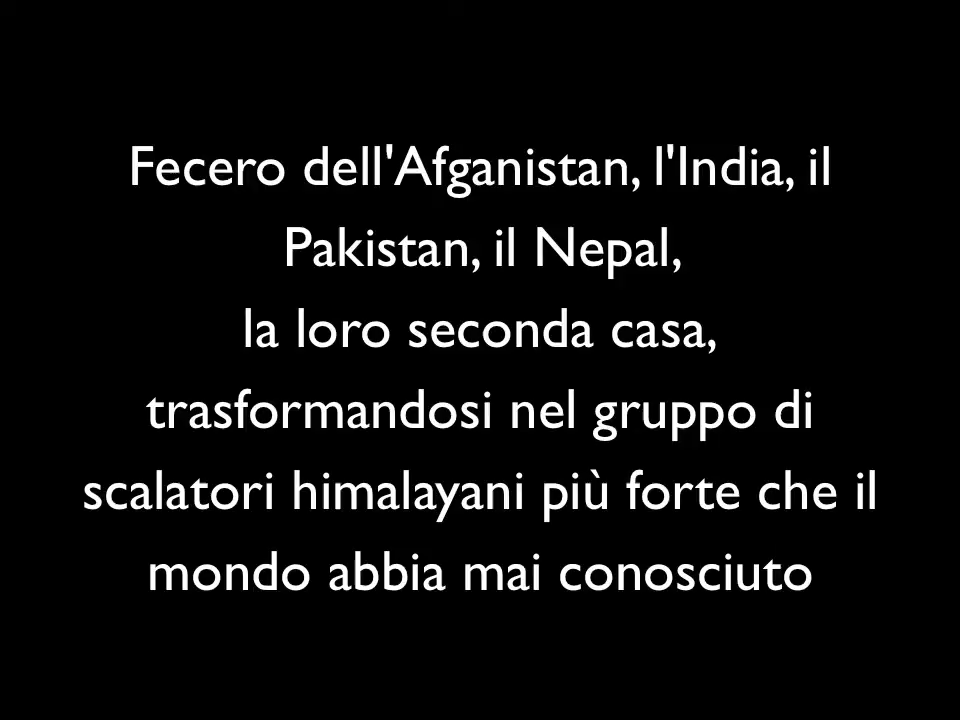 Fecero dell'Afganistan, l'India, il
Pakistan, il Nepal,
la loro seconda casa,
trasformandosi nel gruppo di
scalatori himalayani più forte che il
mondo abbia mai conosciuto